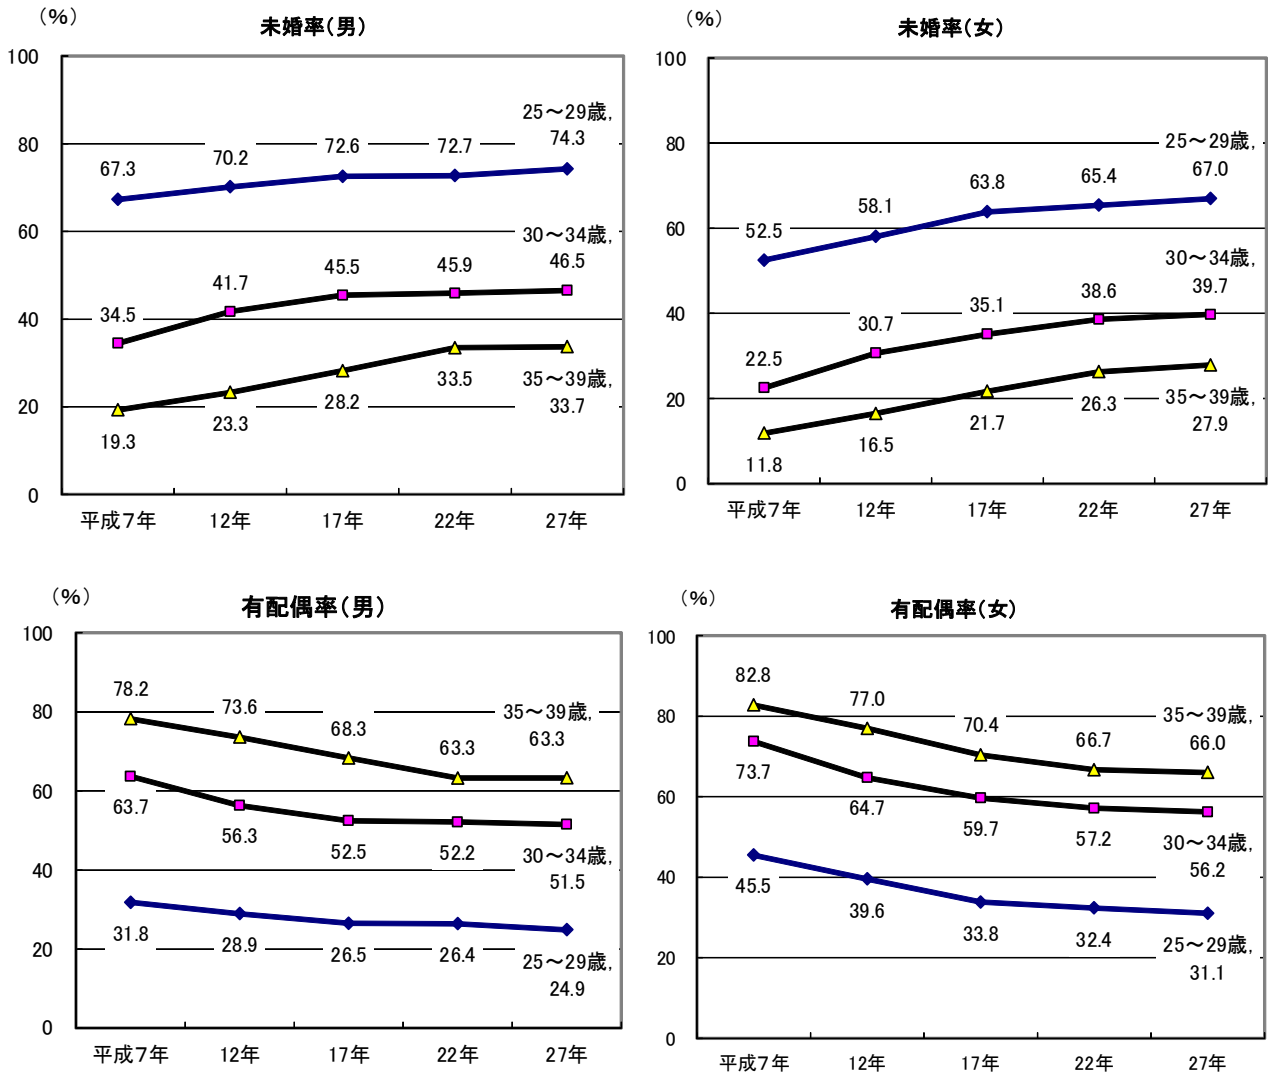 (%)
未婚率(男)
100
80
60
40
20
0
67.3
70.2
72.6
72.7
25～29歳,
74.3
34.5
41.7
45.5
45.9
30～34歳,
46.5
19.3
23.3
28.2
33.5
35～39歳,
33.7
平成７年
12年
17年
22年
27年
(%)
未婚率(女)
100
80
60
40
20
0
52.5
58.1
63.8
65.4
25～29歳,
67.0
22.5
30.7
35.1
38.6
30～34歳,
39.7
11.8
16.5
21.7
26.3
35～39歳,
27.9
平成７年
12年
17年
22年
27年
(%)
有配偶率(男)
100
80
60
40
20
0
78.2
73.6
68.3
63.3
35～39歳,
63.3
63.7
56.3
52.5
52.2
30～34歳,
51.5
31.8
28.9
26.5
26.4
25～29歳,
24.9
平成７年
12年
17年
22年
27年
(%)
有配偶率(女)
100
80
60
40
20
0
82.8
77.0
70.4
66.7
35～39歳,
66.0
73.7
64.7
59.7
57.2
30～34歳,
56.2
45.5
39.6
33.8
32.4
25～29歳,
31.1
平成７年
12年
17年
22年
27年